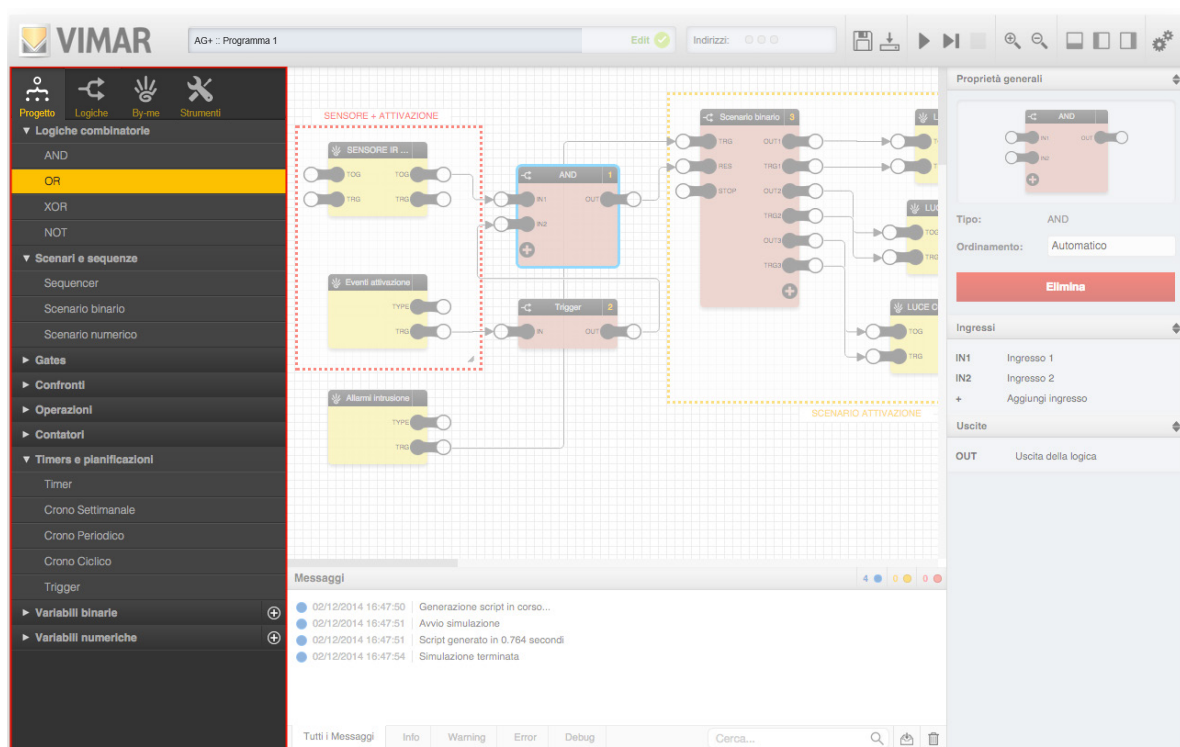 VIMAR
AG+ :: Programma 1
Edit
Indirizzi:
Progetto
Logiche
By-me
Strumenti
Logiche combinatorie
AND
OR
XOR
NOT
Scenari e sequenze
Sequencer
Scenario binario
Scenario numerico
Gates
Confronti
Operazioni
Contatori
Timers e pianificazioni
Timer
Crono Settimanale
Crono Periodico
Crono Ciclico
Trigger
Variabili binarie
Variabili numeriche
SENSORE + ATTIVAZIONE
SENSORE IR ...
TOG TOG
TRG TRG
Eventi attivazione
TYPE
TRG
Allarmi intrusione
TYPE
TRG
AND 1
IN1 OUT
IN2
Trigger 2
IN OUT
Scenario binario 3
TRG OUT1
RES TRG1
STOP OUT2
TRG2
OUT3
TRG3
L
T
T
LUC
TOG
TRG
LUCE C
TOG
TRG
SCENARIO ATTIVAZIONE
Messaggi
4 0 0
02/12/2014 16:47:50 Generazione script in corso...
02/12/2014 16:47:51 Avvio simulazione
02/12/2014 16:47:51 Script generato in 0.764 secondi
02/12/2014 16:47:54 Simulazione terminata
Tutti i Messaggi
Info
Warning
Error
Debug
Cerca...
Proprietà generali
AND
IN1 OUT
IN2
Tipo: AND
Ordinamento: Automatico
Elimina
Ingressi
IN1 Ingresso 1
IN2 Ingresso 2
+ Aggiungi ingresso
Uscite
OUT Uscita della logica